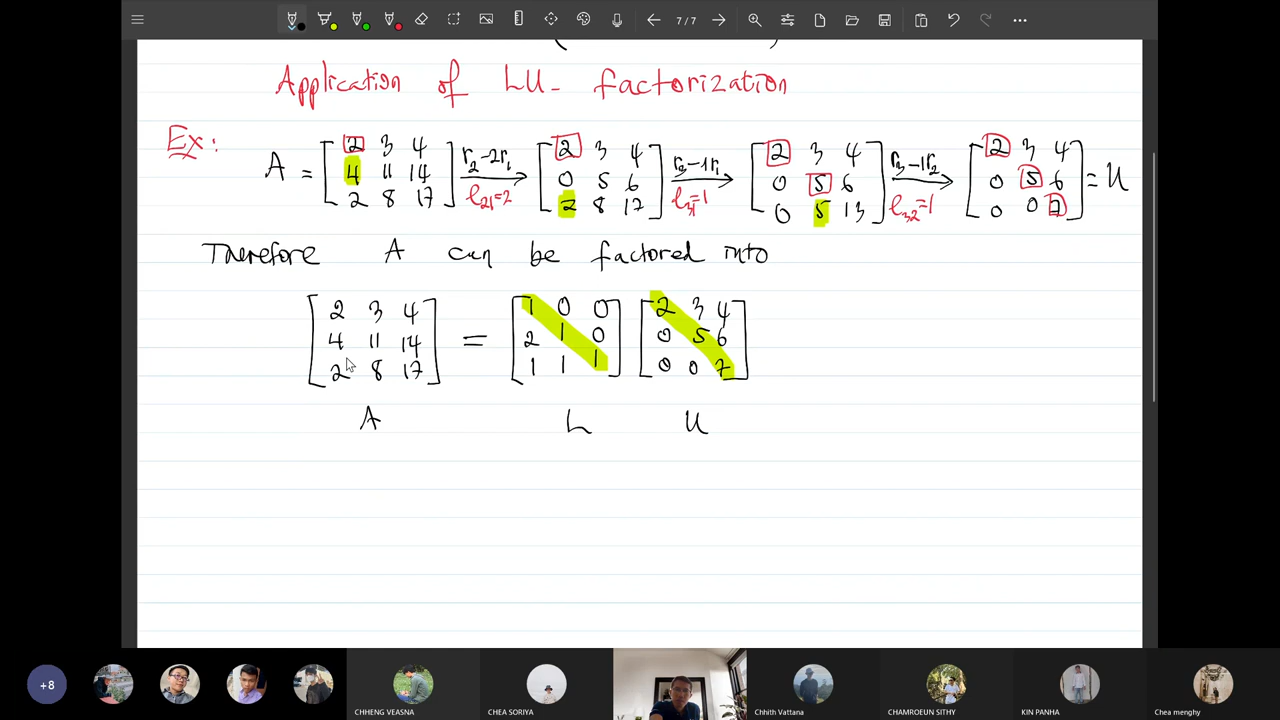 7 / 7
Application of LU- factorization
Ex:
A = [2 3 4; 4 11 14; 2 8 17] r₂-2r₁ → l₂₁=2 [2 3 4; 0 5 6; 2 8 17] r₂-1r₁ → l₃₁=1 [2 3 4; 0 5 6; 0 5 13] r₃-1r₂ → l₃₂=1 [2 3 4; 0 5 6; 0 0 7] = U
Therefore A can be factored into
[2 3 4; 4 11 14; 2 8 17] = [1 0 0; 2 1 0; 1 1 1] [2 3 4; 0 5 6; 0 0 7]
A L U
+8
CHHENG VEASNA
CHEA SORIYA
Chhith Vattana
CHAMROEUN SITHY
KIN PANHA
Chea menghy